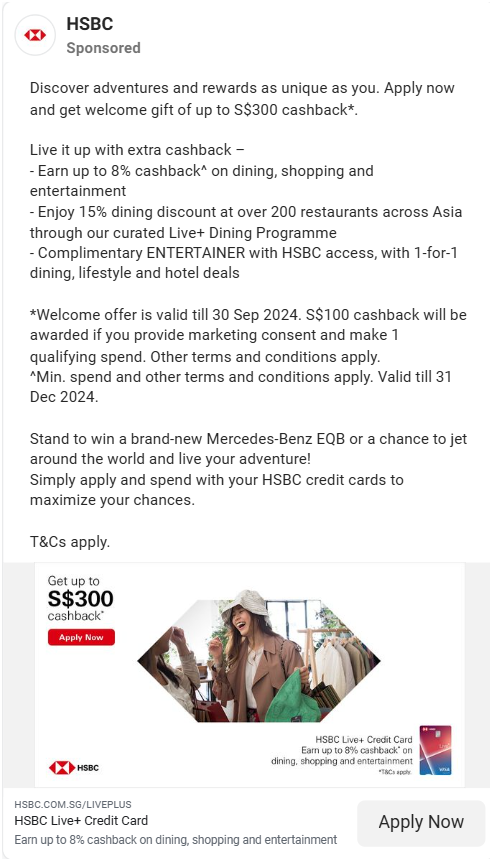 HSBC
Sponsored
Discover adventures and rewards as unique as you. Apply now
and get welcome gift of up to S$300 cashback*.
Live it up with extra cashback –
- Earn up to 8% cashback^ on dining, shopping and
entertainment
- Enjoy 15% dining discount at over 200 restaurants across Asia
through our curated Live+ Dining Programme
- Complimentary ENTERTAINER with HSBC access, with 1-for-1
dining, lifestyle and hotel deals
*Welcome offer is valid till 30 Sep 2024. S$100 cashback will be
awarded if you provide marketing consent and make 1
qualifying spend. Other terms and conditions apply.
^Min. spend and other terms and conditions apply. Valid till 31
Dec 2024.
Stand to win a brand-new Mercedes-Benz EQB or a chance to jet
around the world and live your adventure!
Simply apply and spend with your HSBC credit cards to
maximize your chances.
T&Cs apply.
Get up to
S$300
cashback*
Apply Now
HSBC Live+ Credit Card
Earn up to 8% cashback* on
dining, shopping and entertainment
*T&Cs apply.
Live+
VISA
HSBC
HSBC.COM.SG/LIVEPLUS
HSBC Live+ Credit Card
Earn up to 8% cashback on dining, shopping and entertainment
Apply Now